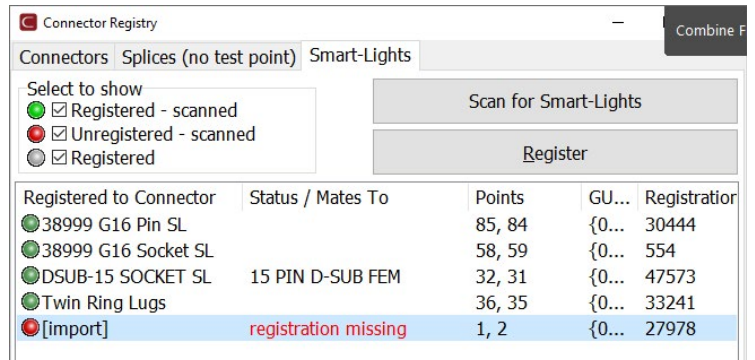 Connector Registry
Combine F
Connectors Splices (no test point) Smart-Lights
Select to show
Registered - scanned
Unregistered - scanned
Registered
Scan for Smart-Lights
Register
Registered to Connector Status / Mates To Points GU... Registration
38999 G16 Pin SL 85, 84 {0... 30444
38999 G16 Socket SL 58, 59 {0... 554
DSUB-15 SOCKET SL 15 PIN D-SUB FEM 32, 31 {0... 47573
Twin Ring Lugs 36, 35 {0... 33241
[import] registration missing 1, 2 {0... 27978